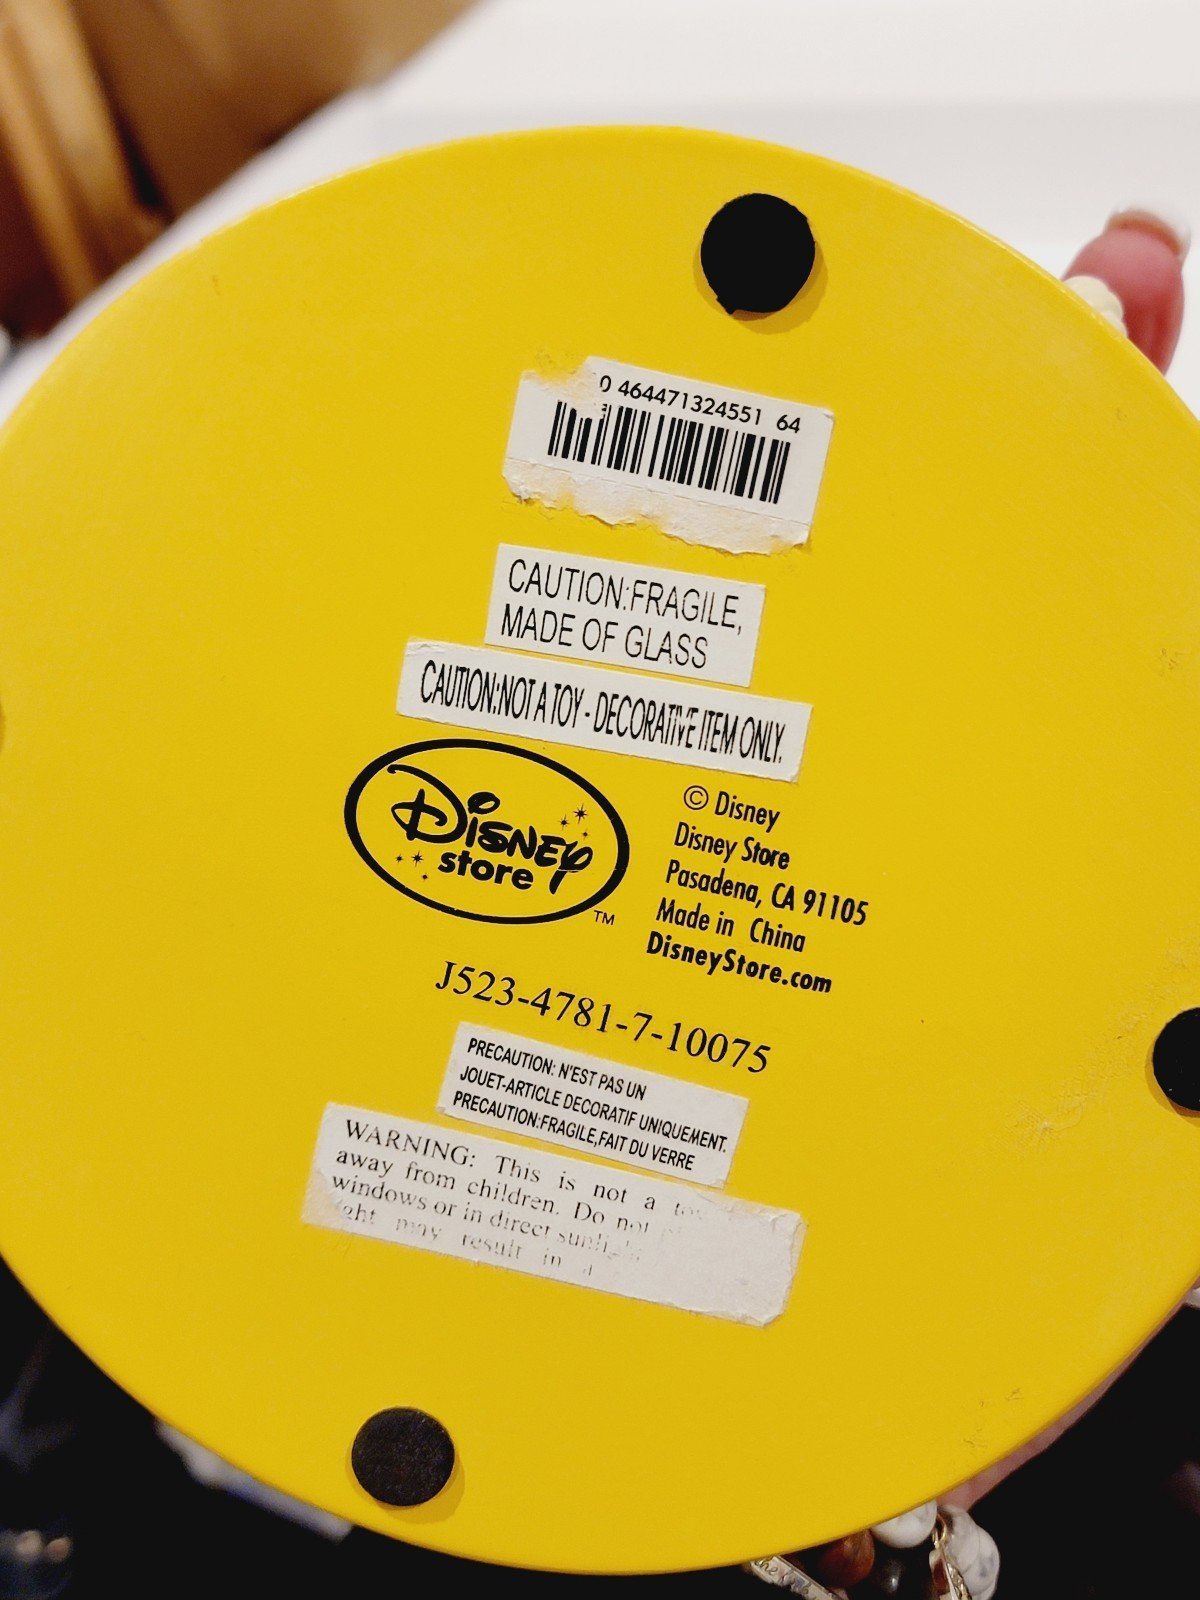 0 464471324551 64
CAUTION:FRAGILE,
MADE OF GLASS
CAUTION:NOT A TOY - DECORATIVE ITEM ONLY.
Disney
store
TM
© Disney
Disney Store
Pasadena, CA 91105
Made in China
DisneyStore.com
J523-4781-7-10075
PRECAUTION: N'EST PAS UN
JOUET-ARTICLE DECORATIF UNIQUEMENT.
PRECAUTION:FRAGILE,FAIT DU VERRE
WARNING: This is not a
away from children. Do not
windows or in direct
may result in